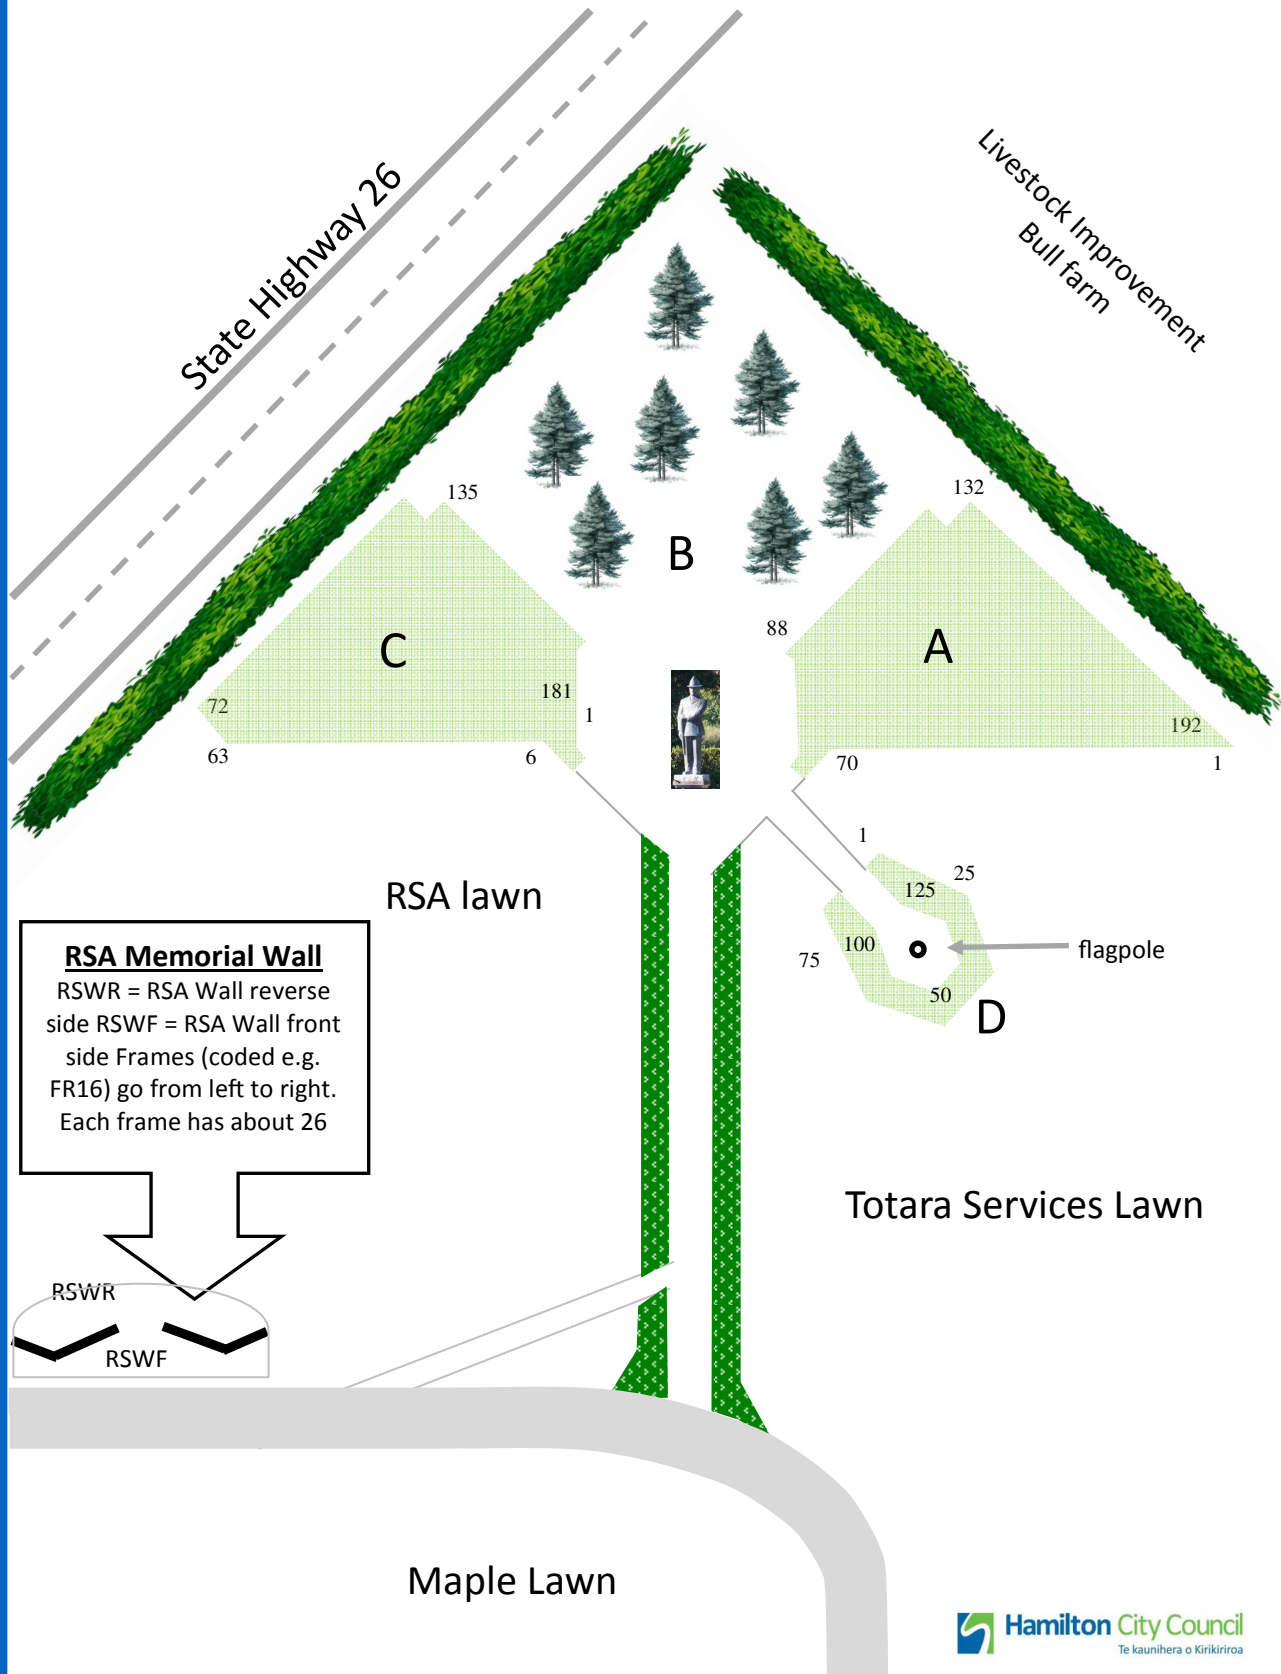 State Highway 26
Livestock Improvement
Bull farm
135
132
B
88
C
A
181
72
1
192
63
6
70
1
1
25
125
RSA lawn
100
75
flagpole
50
D
RSA Memorial Wall
RSWR = RSA Wall reverse
side RSWF = RSA Wall front
side Frames (coded e.g.
FR16) go from left to right.
Each frame has about 26
Totara Services Lawn
RSWR
RSWF
Maple Lawn
Hamilton City Council
Te kaunihera o Kirikiriroa